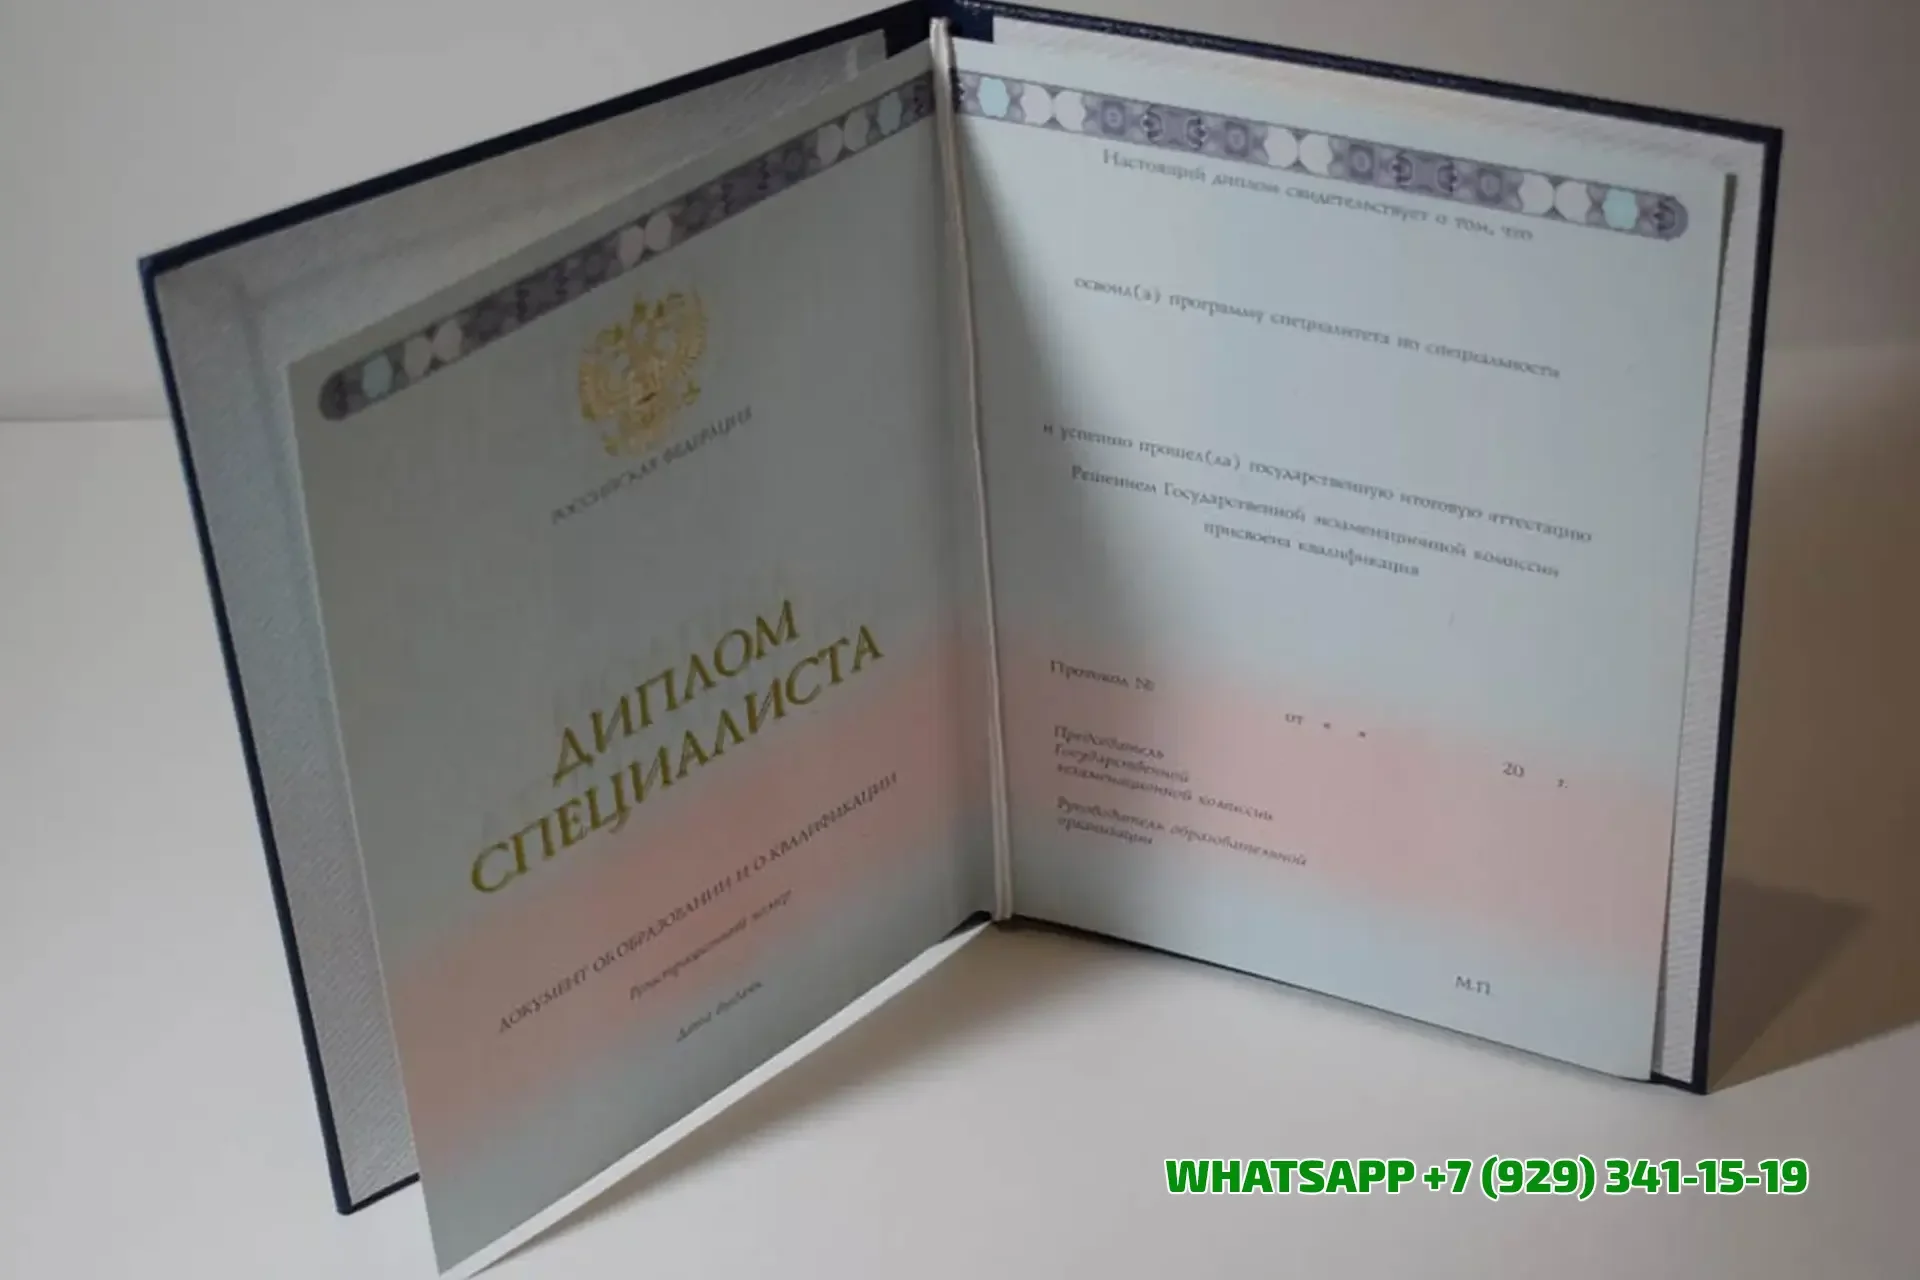 РОССИЙСКАЯ ФЕДЕРАЦИЯ
ДИПЛОМ
СПЕЦИАЛИСТА
ДОКУМЕНТ ОБ ОБРАЗОВАНИИ И О КВАЛИФИКАЦИИ
Регистрационный номер
Дата выдачи
Настоящий диплом свидетельствует о том, что
освоил(а) программу специалитета по специальности
и успешно прошел(ла) государственную итоговую аттестацию
Решением Государственной экзаменационной комиссии
присвоена квалификация
Протокол №
от « » 20 г.
Председатель
Государственной
экзаменационной комиссии
Руководитель образовательной
организации
М.П.
WHATSAPP +7 (929) 341-15-19